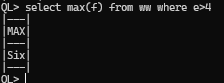 QL> select max(f) from ww where e>4
|---|
|MAX|
|---|
|Six|
|---|
QL>